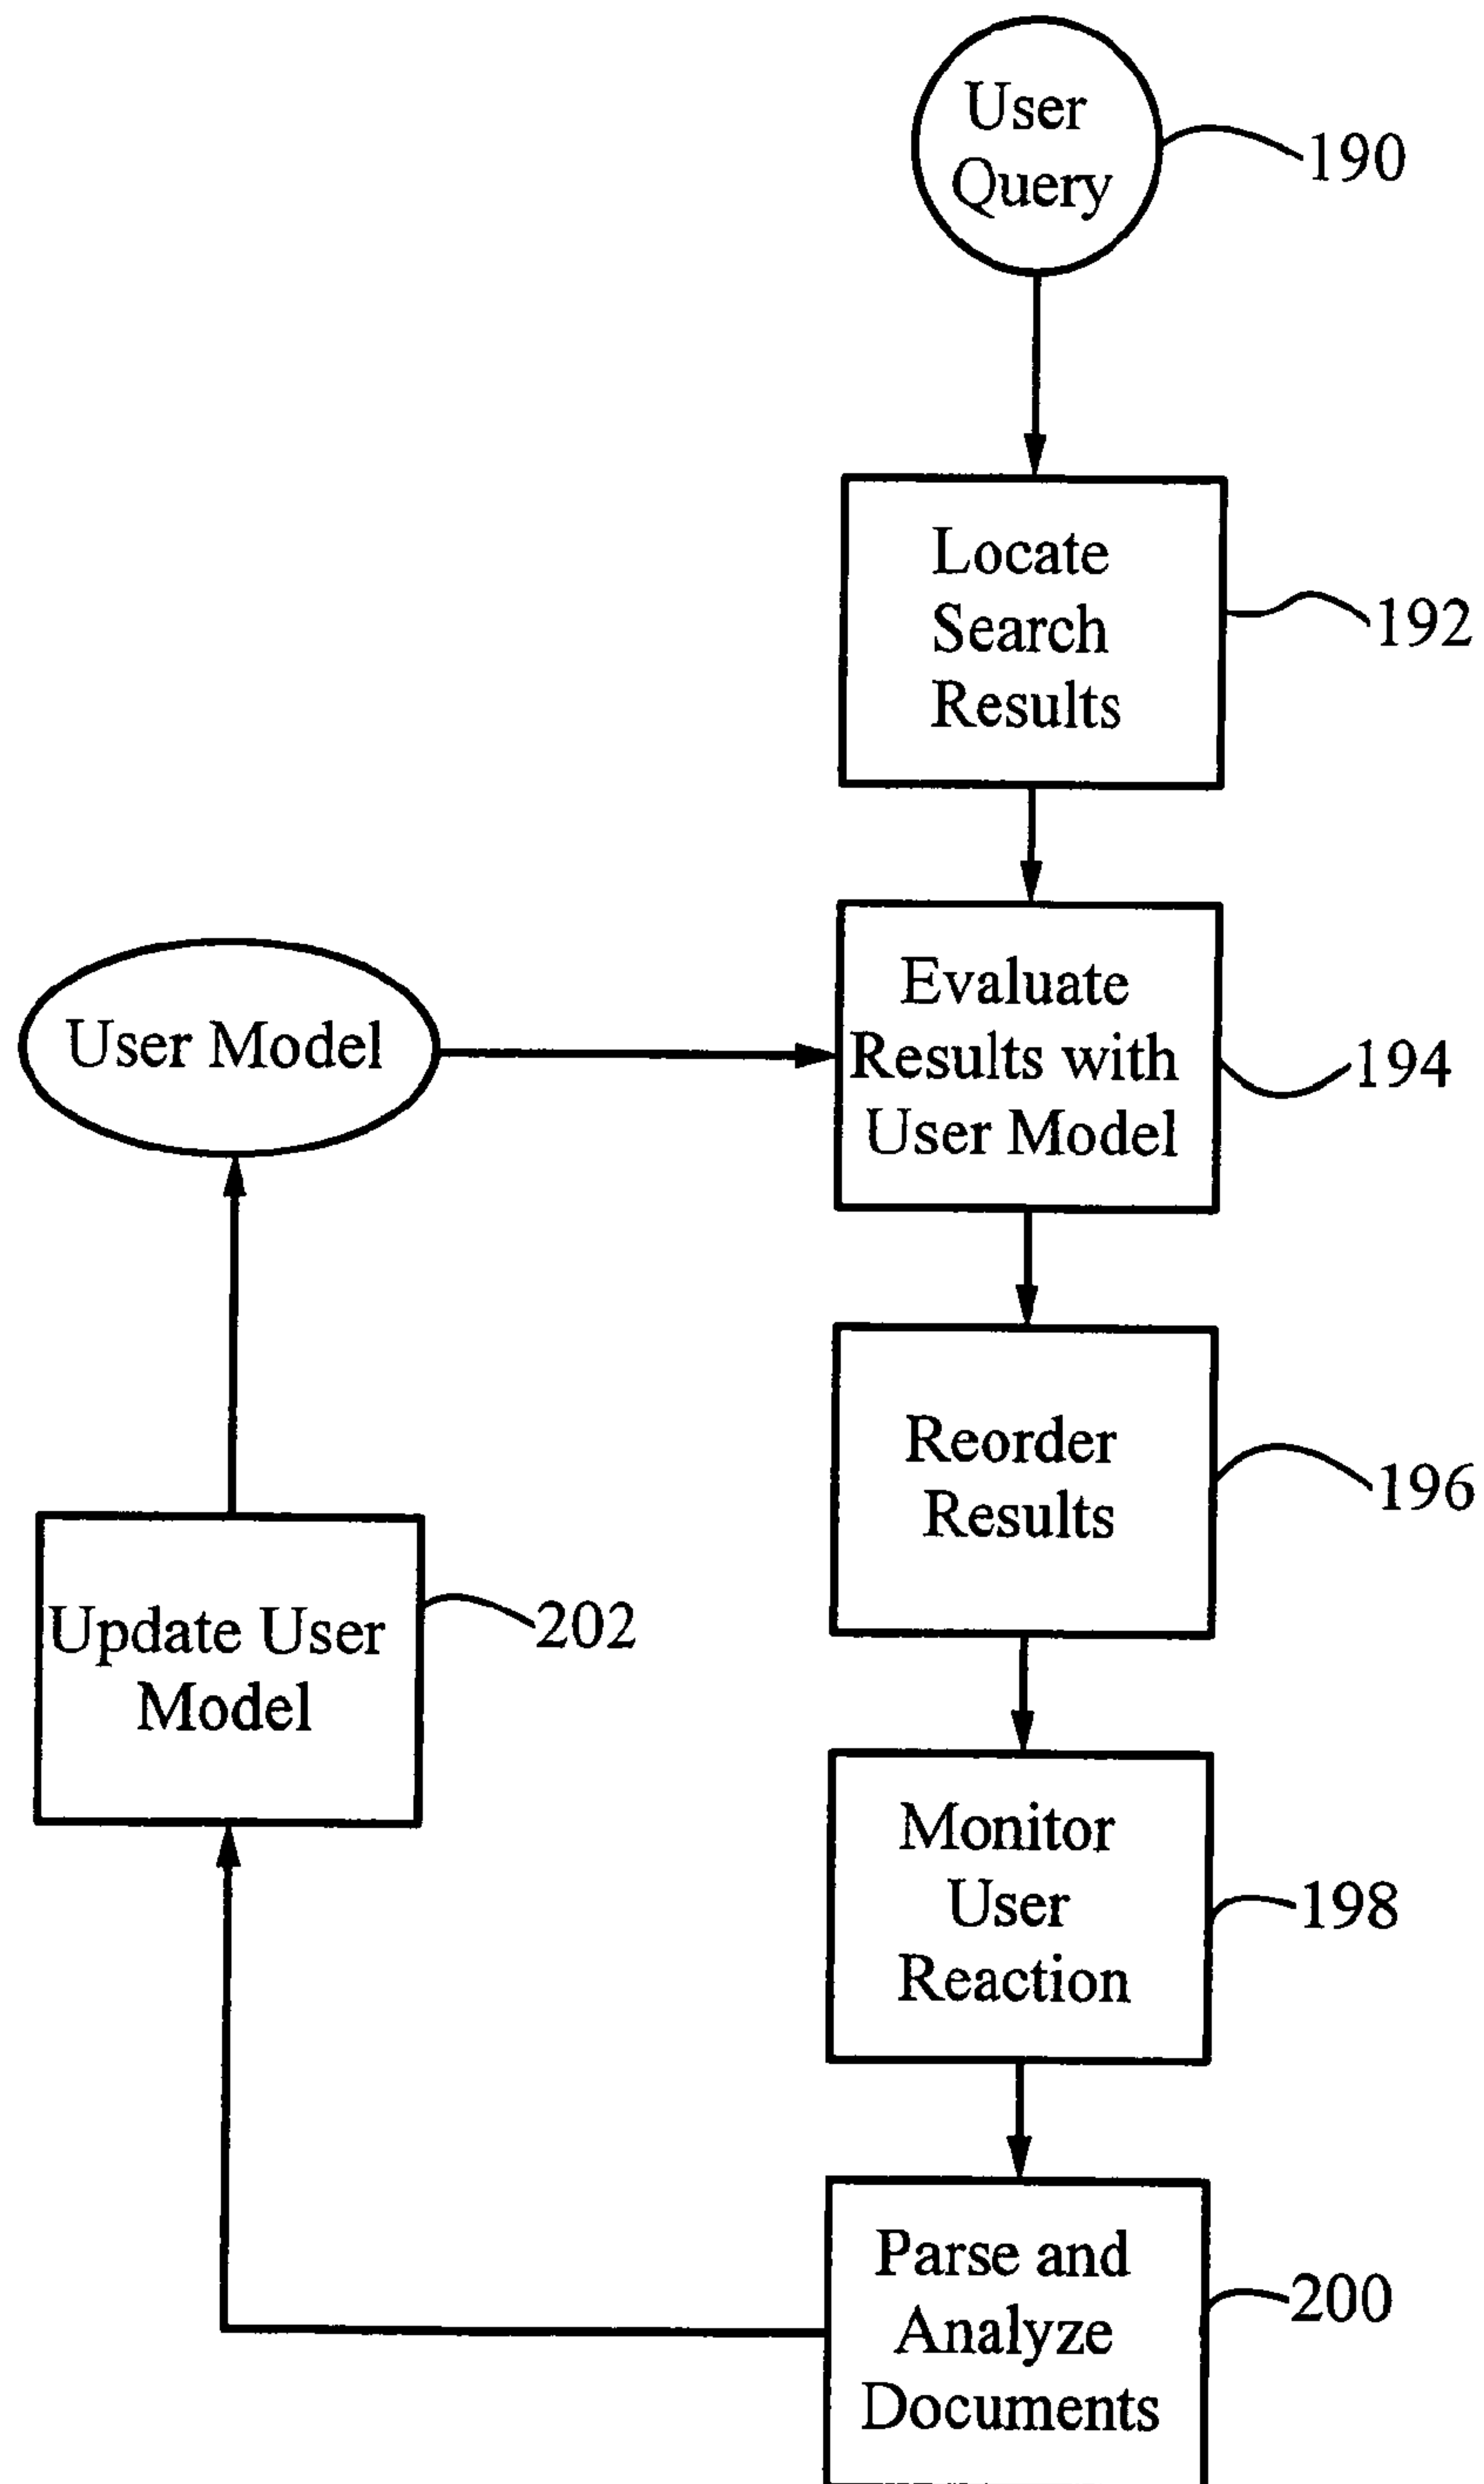 User
Query
190
Locate
Search
Results
192
Evaluate
Results with
User Model
194
User Model
Reorder
Results
196
Update User
Model
202
Monitor
User
Reaction
198
Parse and
Analyze
Documents
200